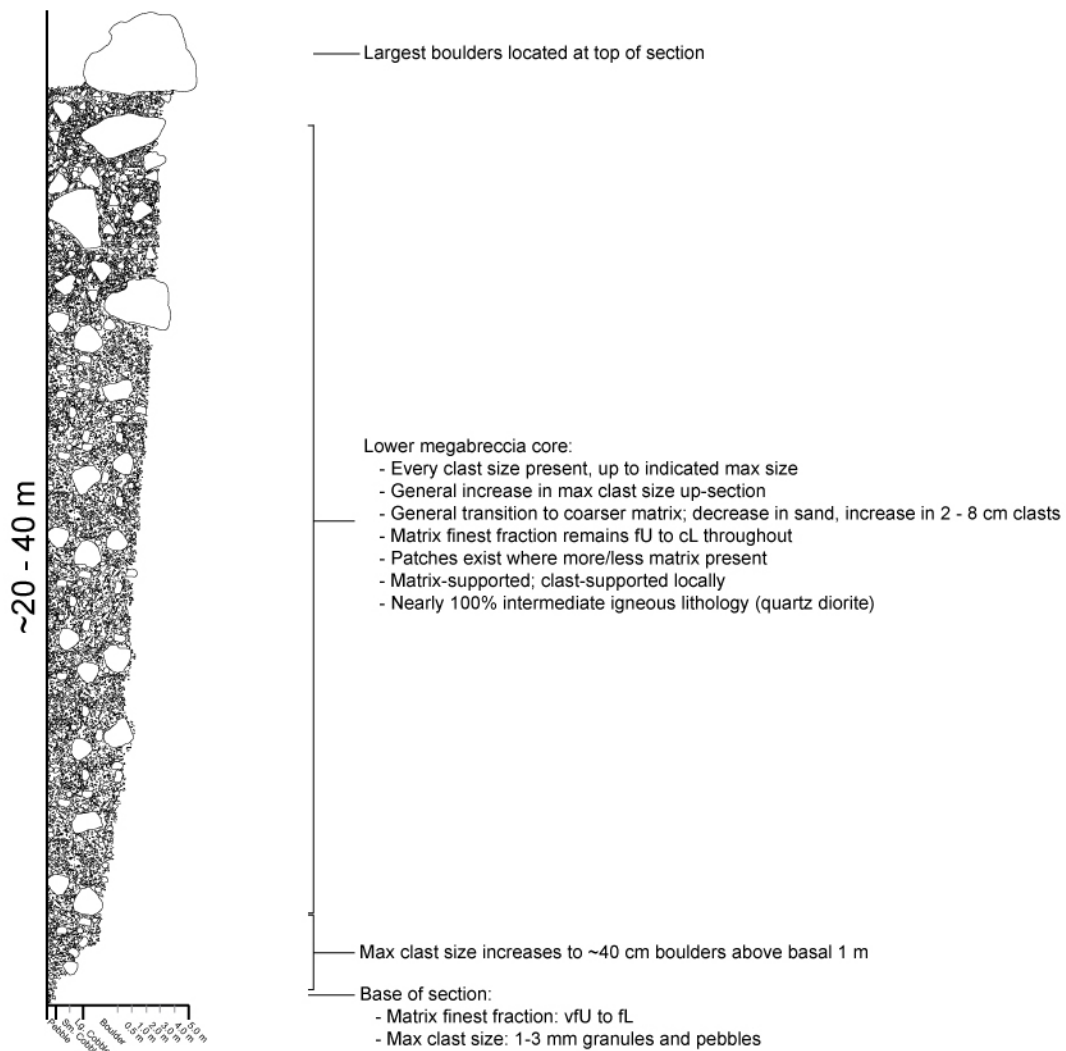 Largest boulders located at top of section
~20 - 40 m
Lower megabreccia core:
- Every clast size present, up to indicated max size
- General increase in max clast size up-section
- General transition to coarser matrix; decrease in sand, increase in 2 - 8 cm clasts
- Matrix finest fraction remains fU to cL throughout
- Patches exist where more/less matrix present
- Matrix-supported; clast-supported locally
- Nearly 100% intermediate igneous lithology (quartz diorite)
Max clast size increases to ~40 cm boulders above basal 1 m
Base of section:
- Matrix finest fraction: vfU to fL
- Max clast size: 1-3 mm granules and pebbles
Pebble
Sm. Cobble
Lg. Cobble
Boulder
0.5 m
1.0 m
2.0 m
3.0 m
4.0 m
5.0 m